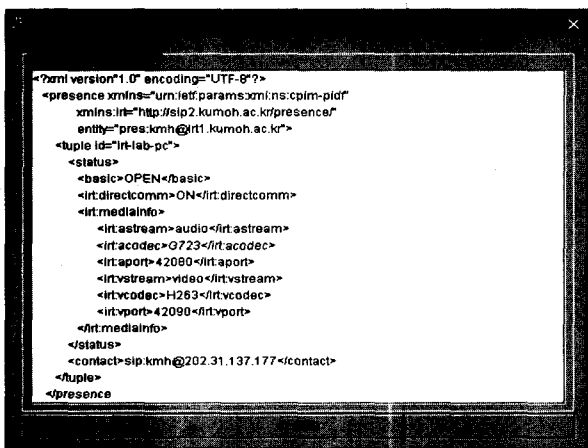 <?xml version"1.0" encoding="UTF-8"?>
<presence xmlns="urn:ietf:params:xml:ns:cpim-pidf"
xmlns:irt="http://sip2.kumoh.ac.kr/presence/"
entity="pres:kmh@irt1.kumoh.ac.kr">
<tuple id="irt-lab-pc">
<status>
<basic>OPEN</basic>
<irt:directcomm>ON</irt:directcomm>
<irt:mediainfo>
<irt:astream>audio</irt:astream>
<irt:acodec>G723</irt:acodec>
<irt:aport>42080</irt:aport>
<irt:vstream>video</irt:vstream>
<irt:vcodec>H263</irt:vcodec>
<irt:vport>42090</irt:vport>
</irt:mediainfo>
</status>
<contact>sip:kmh@202.31.137.177</contact>
</tuple>
</presence